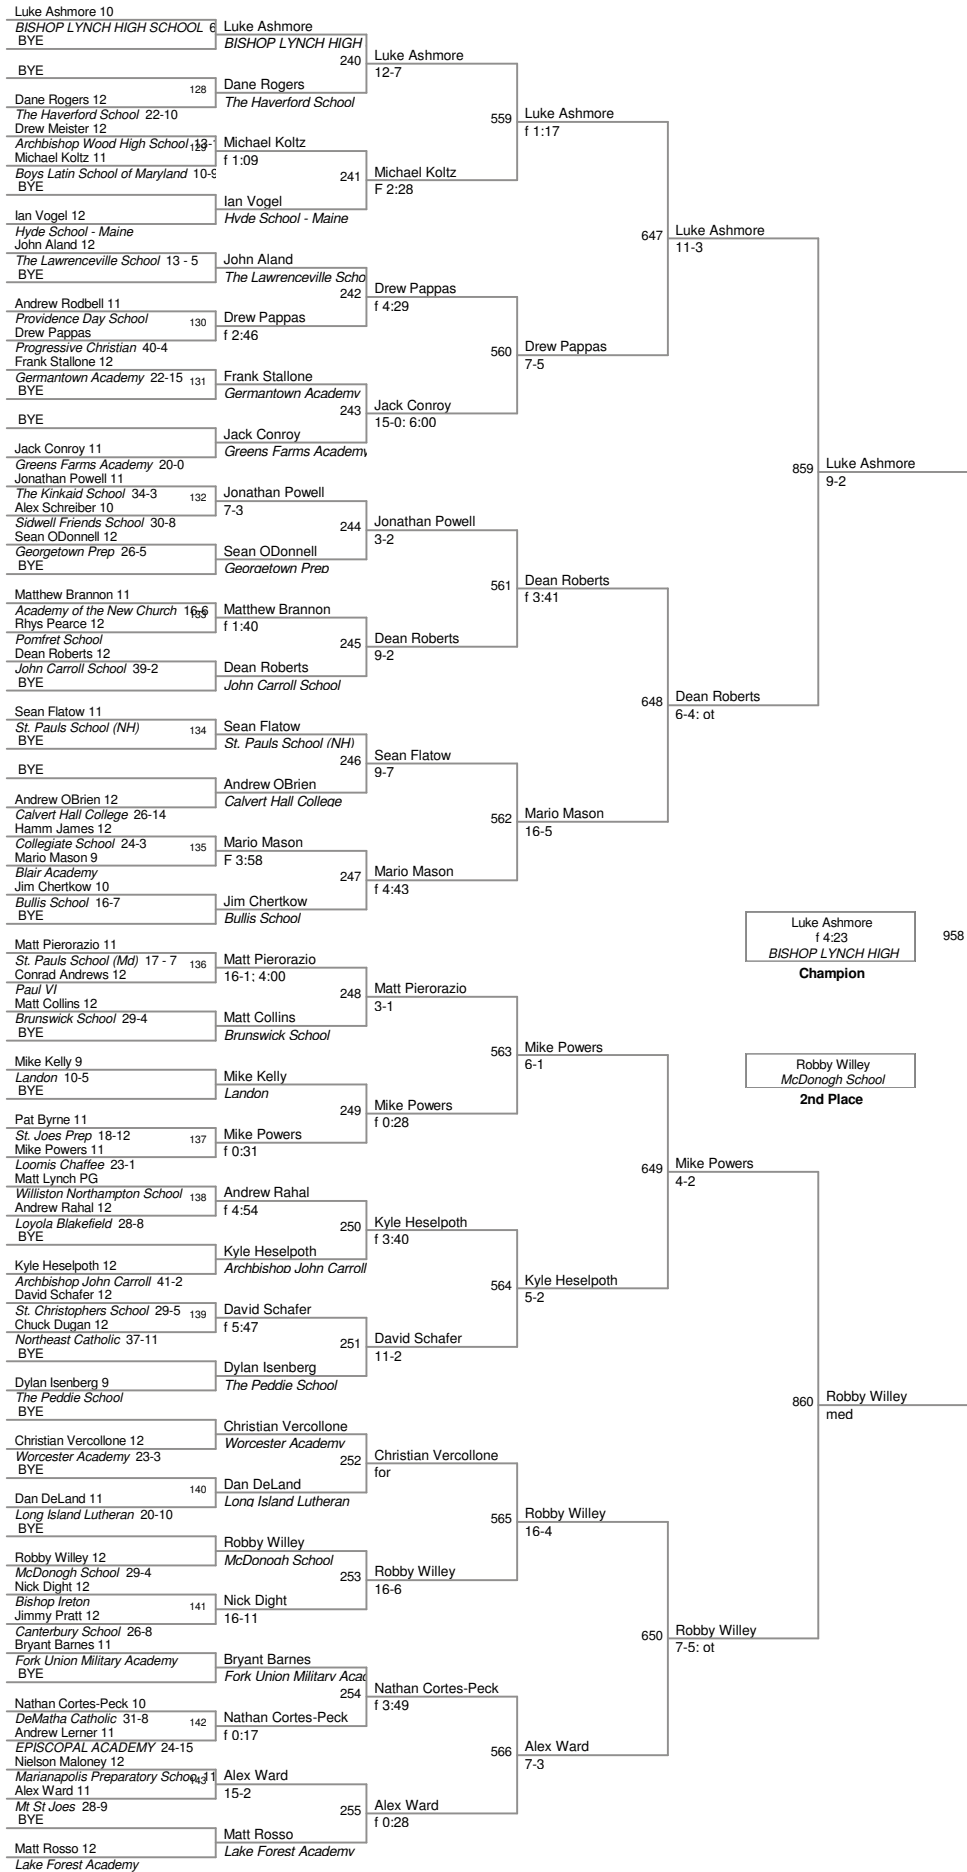 Luke Ashmore 10
BISHOP LYNCH HIGH SCHOOL 6
BYE
BYE
128
Dane Rogers 12
The Haverford School 22-10
Drew Meister 12
Archbishop Wood High School 13-
129
Michael Koltz 11
Boys Latin School of Maryland 10-9
BYE
Ian Vogel 12
Hyde School - Maine
John Aland 12
The Lawrenceville School 13 - 5
BYE
Andrew Rodbell 11
Providence Day School
130
Drew Pappas
Progressive Christian 40-4
Frank Stallone 12
Germantown Academy 22-15
131
BYE
BYE
Jack Conroy 11
Greens Farms Academy 20-0
Jonathan Powell 11
The Kinkaid School 34-3
132
Alex Schreiber 10
Sidwell Friends School 30-8
Sean ODonnell 12
Georgetown Prep 26-5
BYE
Matthew Brannon 11
Academy of the New Church 16-6
133
Rhys Pearce 12
Pomfret School
Dean Roberts 12
John Carroll School 39-2
BYE
Sean Flatow 11
St. Pauls School (NH)
134
BYE
BYE
Andrew OBrien 12
Calvert Hall College 26-14
Hamm James 12
Collegiate School 24-3
135
Mario Mason 9
Blair Academy
Jim Chertkow 10
Bullis School 16-7
BYE
Matt Pierorazio 11
St. Pauls School (Md) 17 - 7
136
Conrad Andrews 12
Paul VI
Matt Collins 12
Brunswick School 29-4
BYE
Mike Kelly 9
Landon 10-5
BYE
Pat Byrne 11
St. Joes Prep 18-12
137
Mike Powers 11
Loomis Chaffee 23-1
Matt Lynch PG
Williston Northampton School
138
Andrew Rahal 12
Loyola Blakefield 28-8
BYE
Kyle Heselpoth 12
Archbishop John Carroll 41-2
David Schafer 12
St. Christophers School 29-5
139
Chuck Dugan 12
Northeast Catholic 37-11
BYE
Dylan Isenberg 9
The Peddie School
BYE
Christian Vercollone 12
Worcester Academy 23-3
BYE
140
Dan DeLand 11
Long Island Lutheran 20-10
BYE
Robby Willey 12
McDonogh School 29-4
Nick Dight 12
Bishop Ireton
141
Jimmy Pratt 12
Canterbury School 26-8
Bryant Barnes 11
Fork Union Military Academy
BYE
Nathan Cortes-Peck 10
DeMatha Catholic 31-8
142
Andrew Lerner 11
EPISCOPAL ACADEMY 24-15
Nielson Maloney 12
Marianapolis Preparatory School 11
143
Alex Ward 11
Mt St Joes 28-9
BYE
Matt Rosso 12
Lake Forest Academy
Luke Ashmore
BISHOP LYNCH HIGH
240
Dane Rogers
The Haverford School
Michael Koltz
f 1:09
241
Ian Vogel
Hyde School - Maine
John Aland
The Lawrenceville Scho
242
Drew Pappas
f 2:46
Frank Stallone
Germantown Academy
243
Jack Conroy
Greens Farms Academy
Jonathan Powell
7-3
244
Sean ODonnell
Georgetown Prep
Matthew Brannon
f 1:40
245
Dean Roberts
John Carroll School
Sean Flatow
St. Pauls School (NH)
246
Andrew OBrien
Calvert Hall College
Mario Mason
F 3:58
247
Jim Chertkow
Bullis School
Matt Pierorazio
16-1; 4:00
248
Matt Collins
Brunswick School
Mike Kelly
Landon
249
Mike Powers
f 0:31
Andrew Rahal
f 4:54
250
Kyle Heselpoth
Archbishop John Carroll
David Schafer
f 5:47
251
Dylan Isenberg
The Peddie School
Christian Vercollone
Worcester Academy
252
Dan DeLand
Long Island Lutheran
Robby Willey
McDonogh School
253
Nick Dight
16-11
Bryant Barnes
Fork Union Military Acad
254
Nathan Cortes-Peck
f 0:17
Alex Ward
15-2
255
Matt Rosso
Lake Forest Academy
Luke Ashmore
12-7
559
Michael Koltz
F 2:28
Drew Pappas
f 4:29
560
Jack Conroy
15-0: 6:00
Jonathan Powell
3-2
561
Dean Roberts
9-2
Sean Flatow
9-7
562
Mario Mason
f 4:43
Matt Pierorazio
3-1
563
Mike Powers
f 0:28
Kyle Heselpoth
f 3:40
564
David Schafer
11-2
Christian Vercollone
for
565
Robby Willey
16-6
Nathan Cortes-Peck
f 3:49
566
Alex Ward
f 0:28
Luke Ashmore
f 1:17
647
Drew Pappas
7-5
Dean Roberts
f 3:41
648
Mario Mason
16-5
Mike Powers
6-1
649
Kyle Heselpoth
5-2
Robby Willey
16-4
650
Alex Ward
7-3
Luke Ashmore
11-3
859
Dean Roberts
6-4: ot
Mike Powers
4-2
860
Robby Willey
7-5: ot
Luke Ashmore
9-2
958
Robby Willey
med
Luke Ashmore
f 4:23
BISHOP LYNCH HIGH
Champion
Robby Willey
McDonogh School
2nd Place